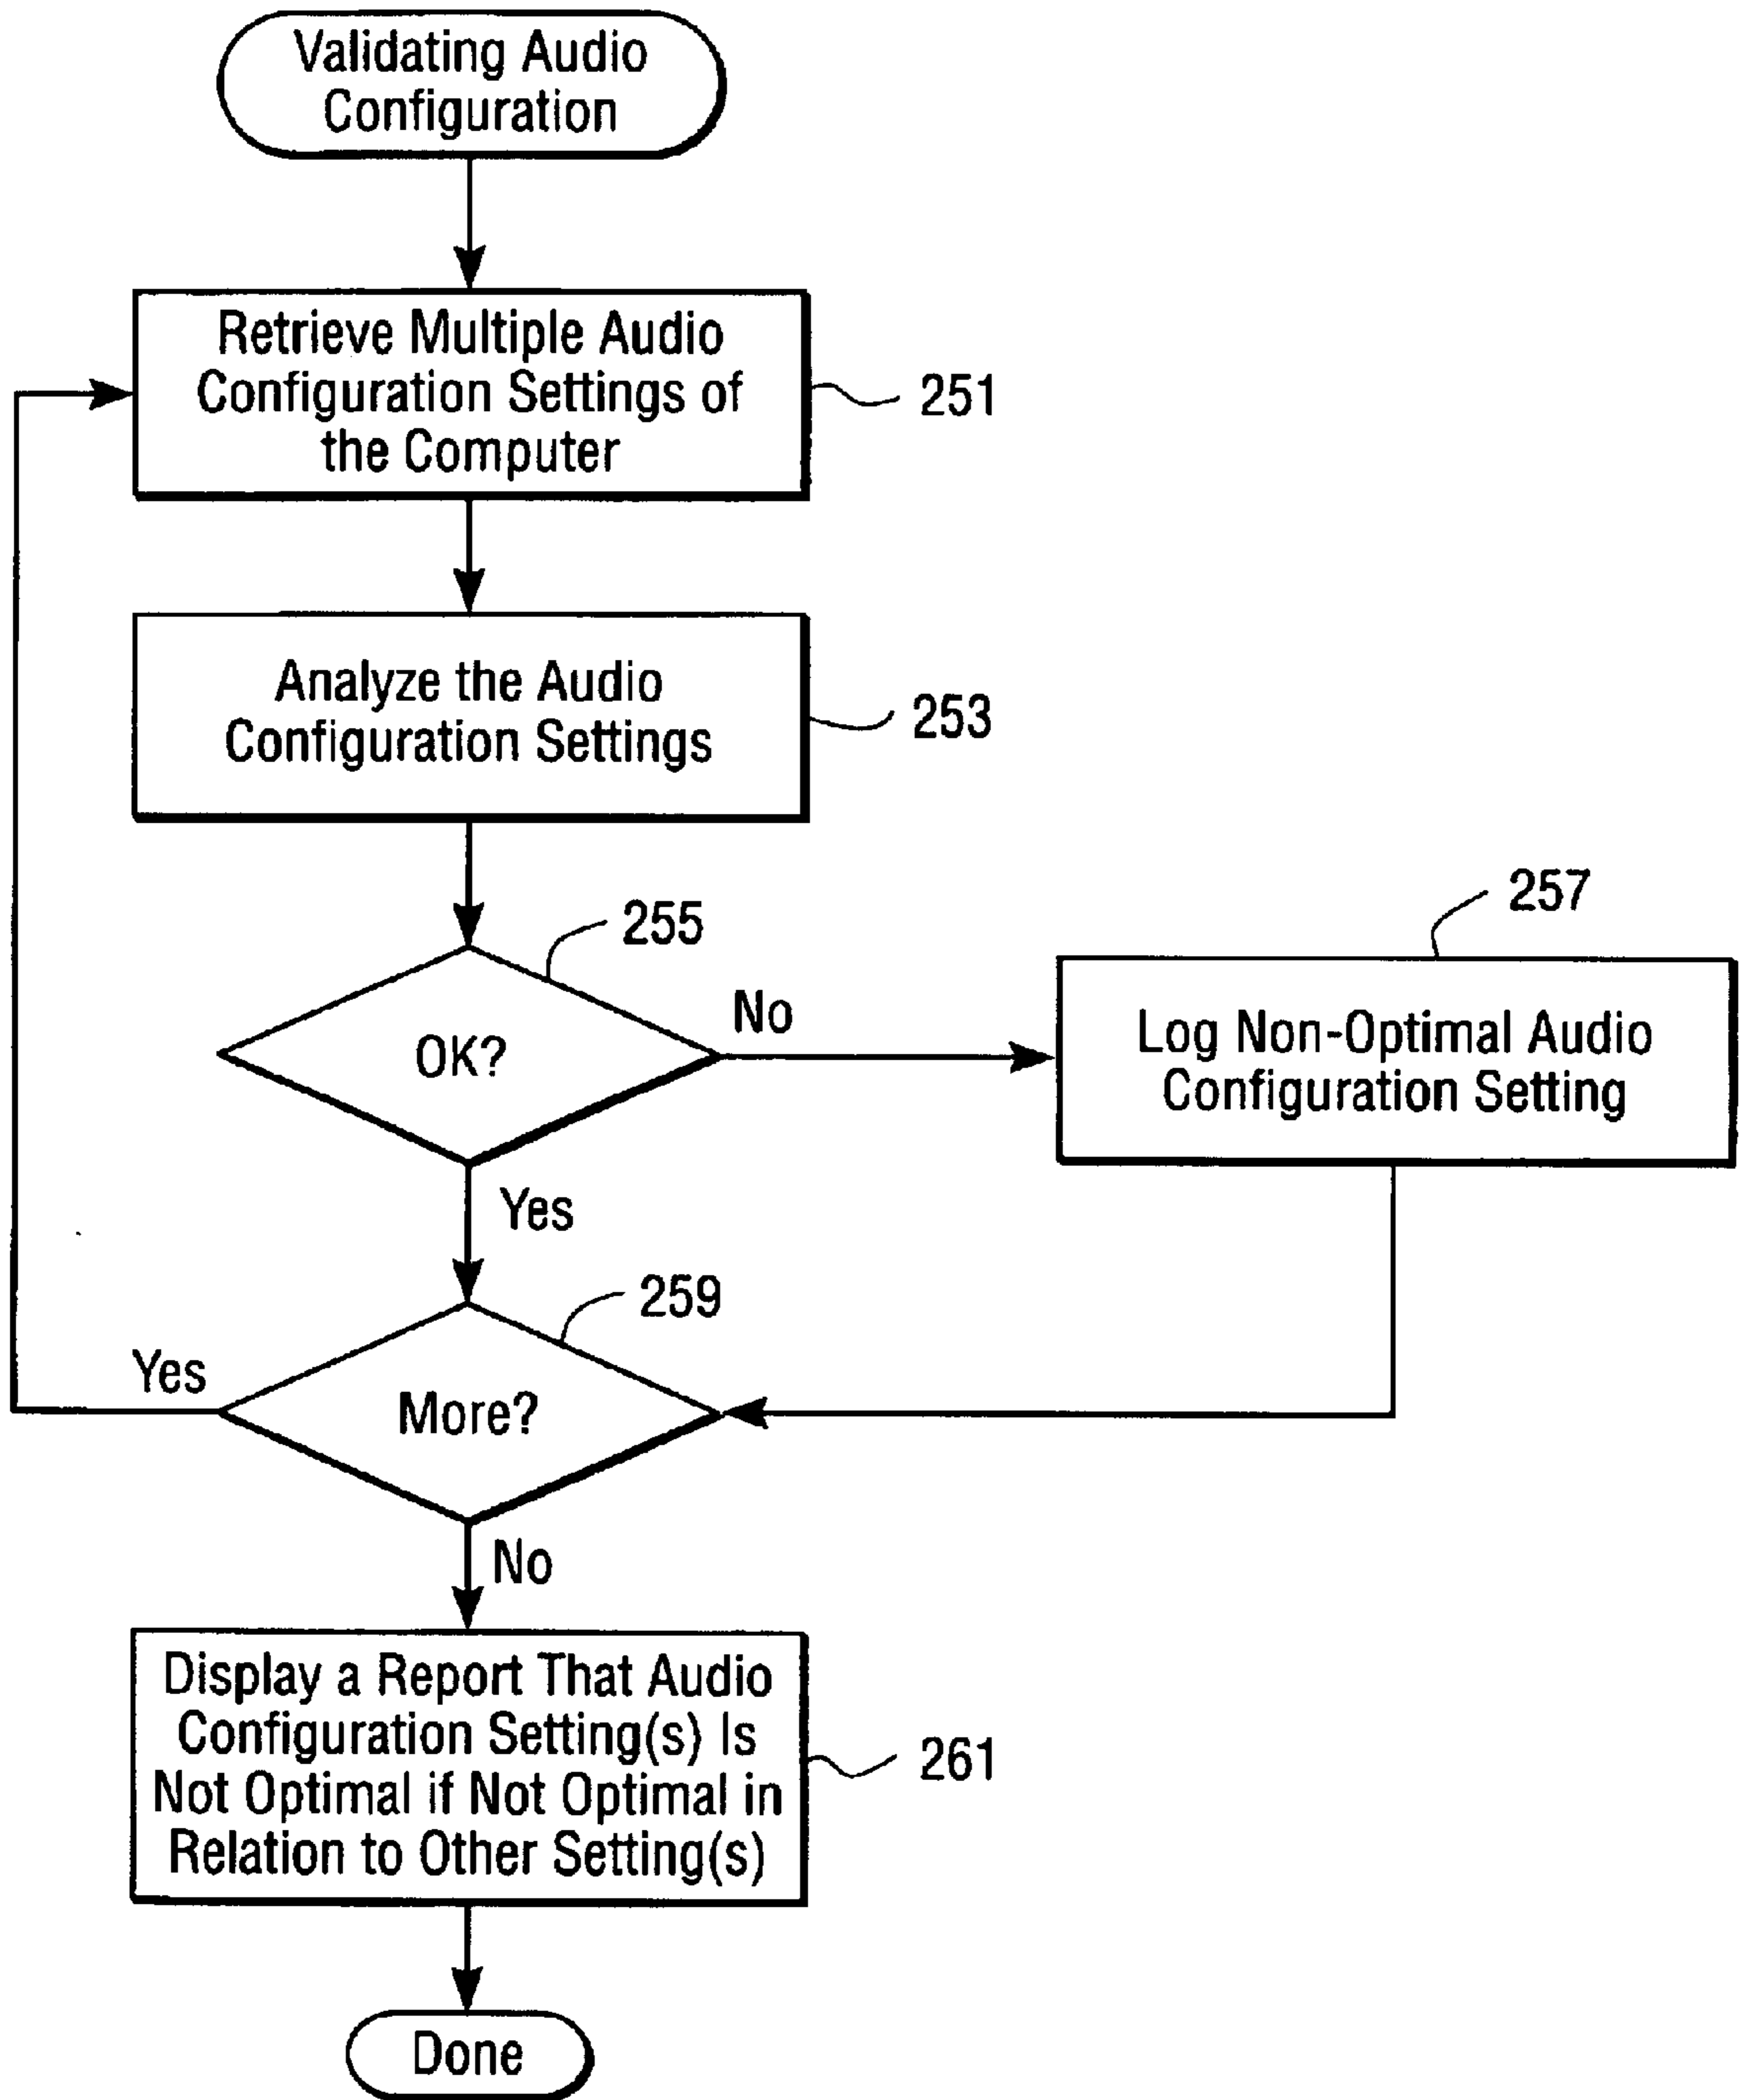 Validating Audio
Configuration
Retrieve Multiple Audio
Configuration Settings of
the Computer
251
Analyze the Audio
Configuration Settings
253
255
OK?
No
257
Log Non-Optimal Audio
Configuration Setting
Yes
259
More?
Yes
No
Display a Report That Audio
Configuration Setting(s) Is
Not Optimal if Not Optimal in
Relation to Other Setting(s)
261
Done